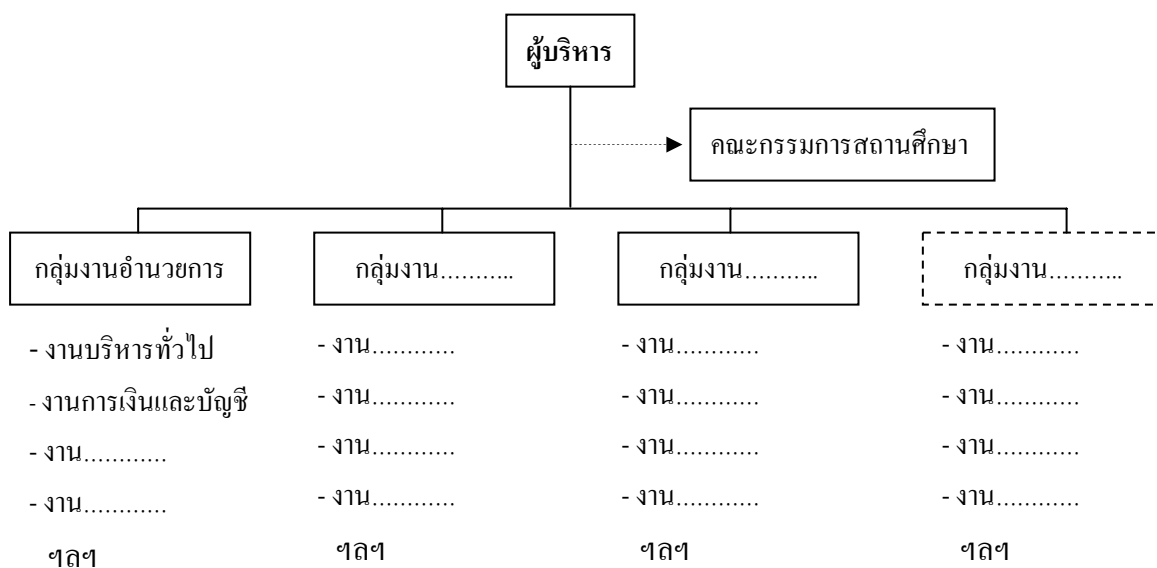 ผู้บริหาร
คณะกรรมการสถานศึกษา
กลุ่มงานอำนวยการ
- งานบริหารทั่วไป
- งานการเงินและบัญชี
- งาน…………
- งาน…………
ฯลฯ
กลุ่มงาน………..
- งาน…………
- งาน…………
- งาน…………
- งาน…………
ฯลฯ
กลุ่มงาน………..
- งาน…………
- งาน…………
- งาน…………
- งาน…………
ฯลฯ
กลุ่มงาน………..
- งาน…………
- งาน…………
- งาน…………
- งาน…………
ฯลฯ